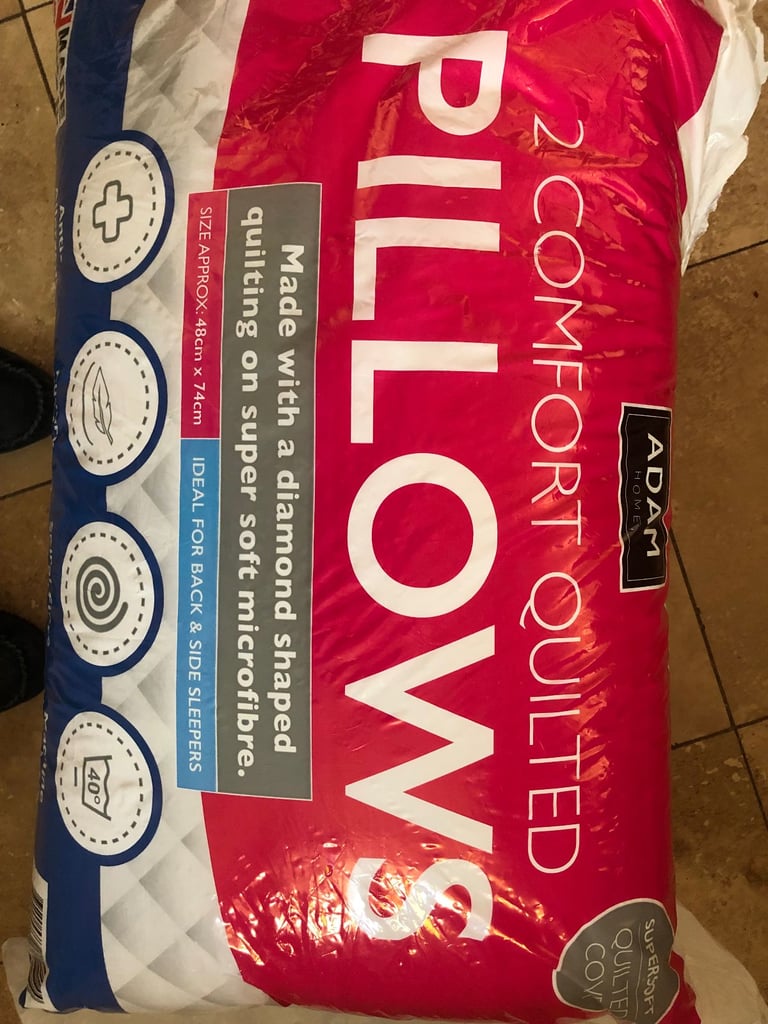 ADAM
HOME
2 COMFORT QUILTED
PILLOWS
SUPERSOFT
QUILTED
Made with a diamond shaped
quilting on super soft microfibre.
SIZE APPROX: 48cm x 74cm
IDEAL FOR BACK & SIDE SLEEPERS
40°
MADE